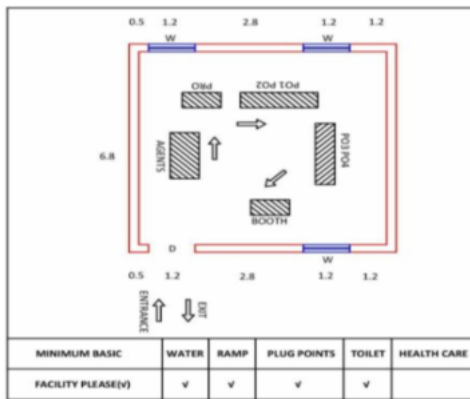 0.5 1.2 2.8 1.2 1.2
W W
PRO PO1 PO2
AGENTS
PO3 PO4
6.8
BOOTH
D W
0.5 1.2 2.8 1.2 1.2
ENTRANCE EXIT
MINIMUM BASIC WATER RAMP PLUG POINTS TOILET HEALTH CARE
FACILITY PLEASE(√) √ √ √ √